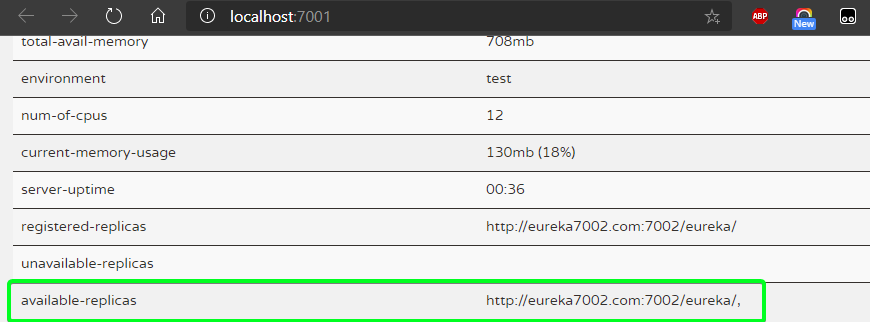 localhost:7001
ABP
New
total-avail-memory 708mb
environment test
num-of-cpus 12
current-memory-usage 130mb (18%)
server-uptime 00:36
registered-replicas http://eureka7002.com:7002/eureka/
unavailable-replicas
available-replicas http://eureka7002.com:7002/eureka/,